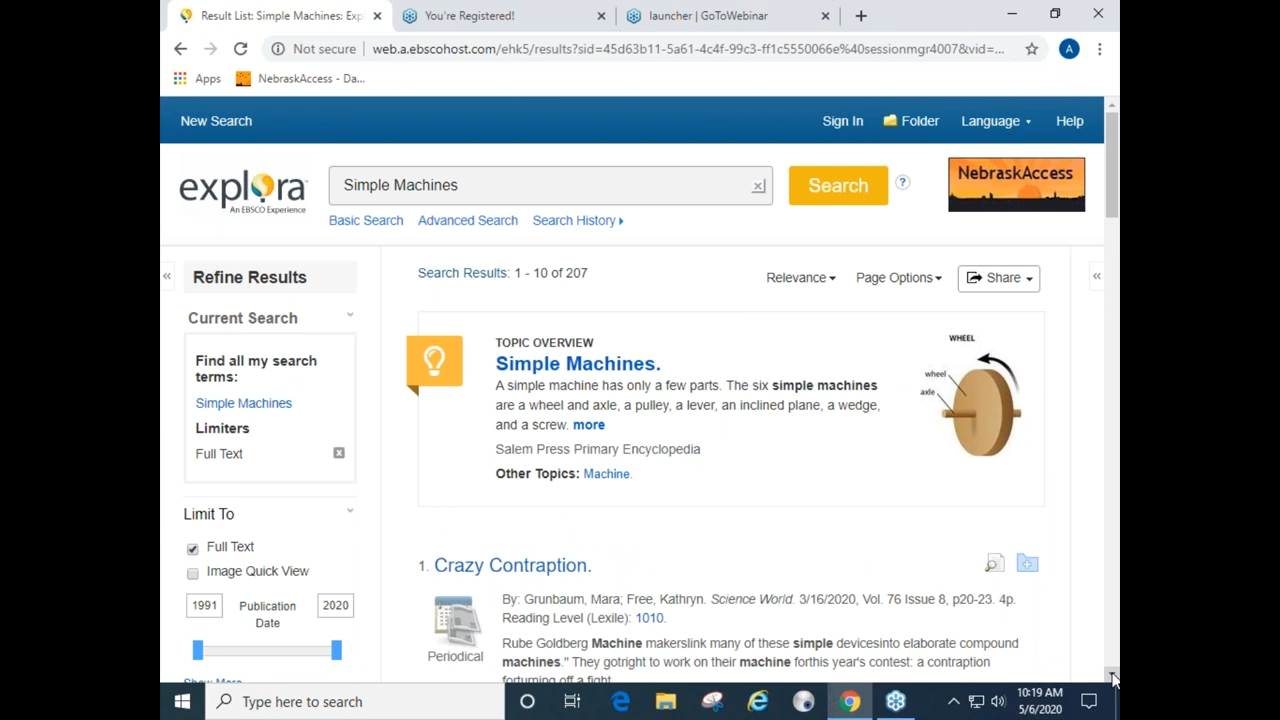 Result List: Simple Machines: Exp
You're Registered!
launcher | GoToWebinar
Not secure
web.a.ebscohost.com/ehk5/results?sid=45d63b11-5a61-4c4f-99c3-ff1c5550066e%40sessionmgr4007&vid=...
A
Apps
NebraskAccess - Da...
New Search
Sign In
Folder
Language
Help
explora
An EBSCO Experience
Simple Machines
Search
?
NebraskAccess
Basic Search
Advanced Search
Search History
Refine Results
Search Results: 1 - 10 of 207
Relevance
Page Options
Share
Current Search
Find all my search
terms:
Simple Machines
Limiters
Full Text
TOPIC OVERVIEW
Simple Machines.
A simple machine has only a few parts. The six simple machines
are a wheel and axle, a pulley, a lever, an inclined plane, a wedge,
and a screw. more
Salem Press Primary Encyclopedia
Other Topics: Machine.
WHEEL
wheel
axle
Limit To
Full Text
Image Quick View
1991
Publication
Date
2020
Show More
1. Crazy Contraption.
By: Grunbaum, Mara; Free, Kathryn. Science World. 3/16/2020, Vol. 76 Issue 8, p20-23. 4p.
Reading Level (Lexile): 1010.
Periodical
Rube Goldberg Machine makerslink many of these simple devicesinto elaborate compound
machines." They gotright to work on their machine forthis year's contest: a contraption
forturning off a fight.
Type here to search
10:19 AM
5/6/2020